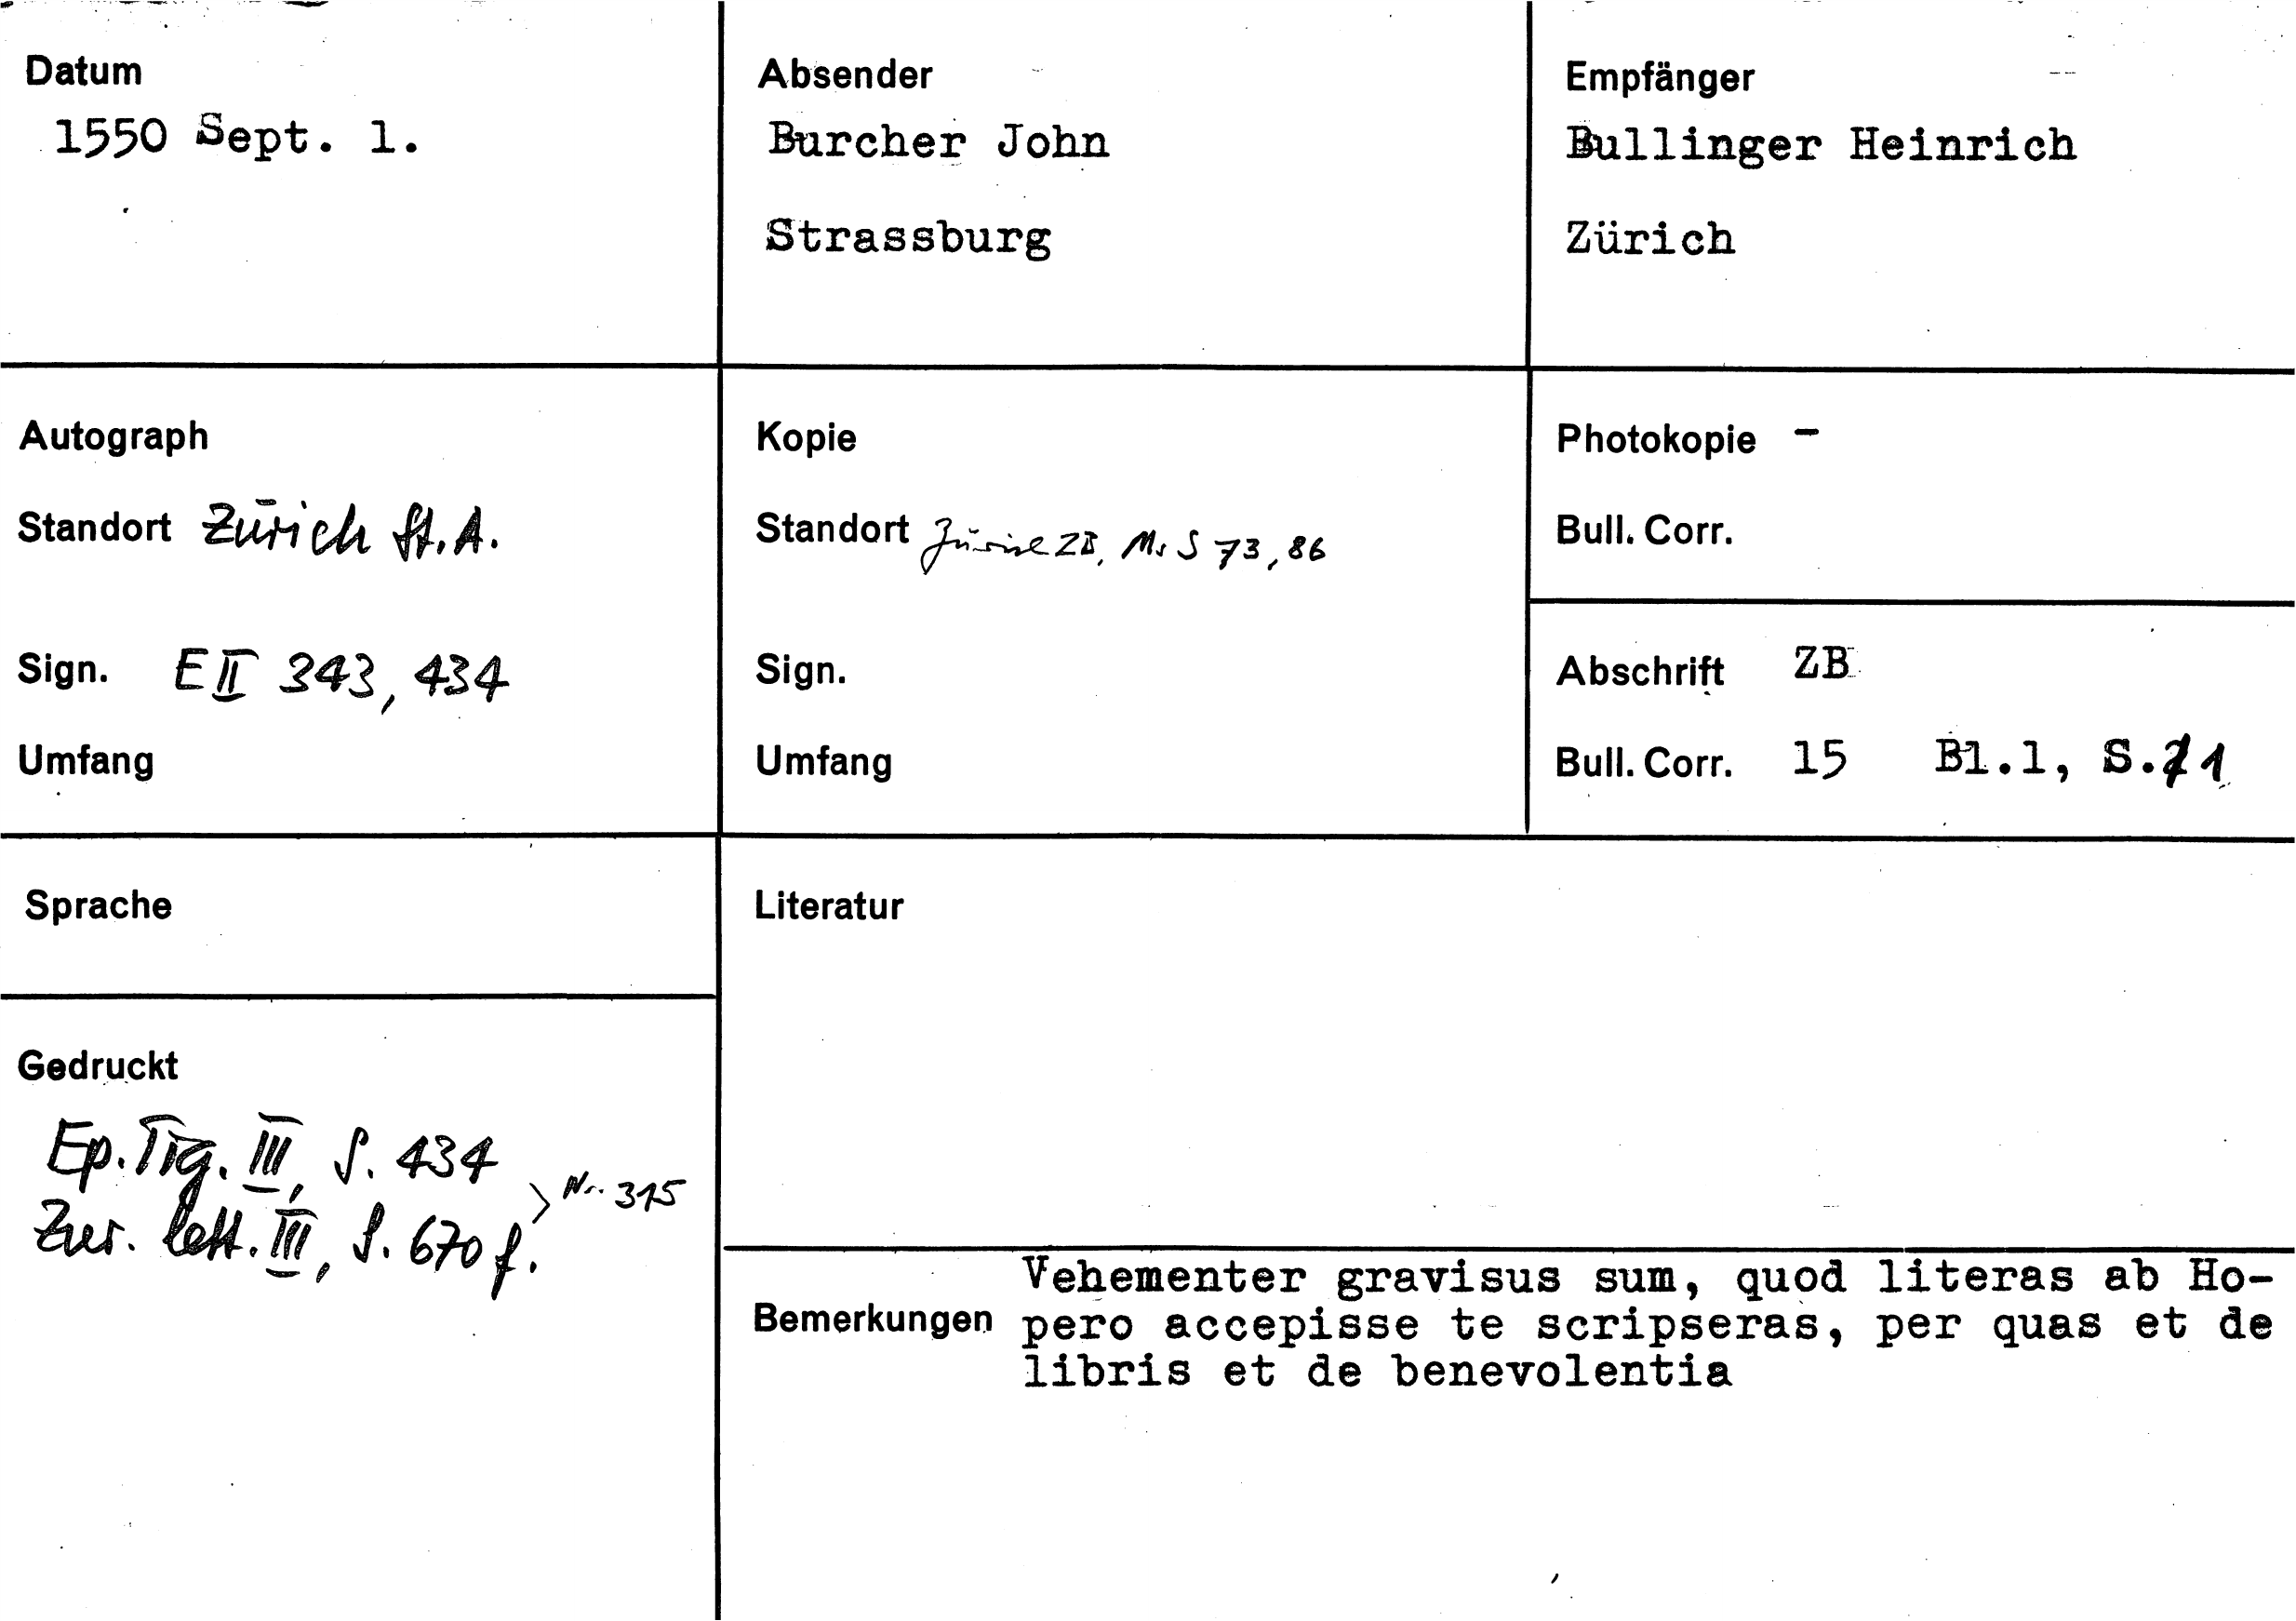 Datum
1550 Sept. 1.
Absender
Burcher John
Strassburg
Empfänger
Bullinger Heinrich
Zürich
Autograph
Standort Zürich St.A.
Sign. E II 343, 434
Umfang
Kopie
Standort Zürich ZB, Ms S 73, 86
Sign.
Umfang
Photokopie -
Bull. Corr.
Abschrift ZB
Bull. Corr. 15 Bl.1, S. 1
Sprache
Gedruckt
Ep. Tig. III, S. 434
Zur. lett. III, S. 670 f.
> Nr. 315
Literatur
Bemerkungen
Vehementer gravisus sum, quod literas ab Ho-
pero accepisse te scripseras, per quas et de
libris et de benevolentia